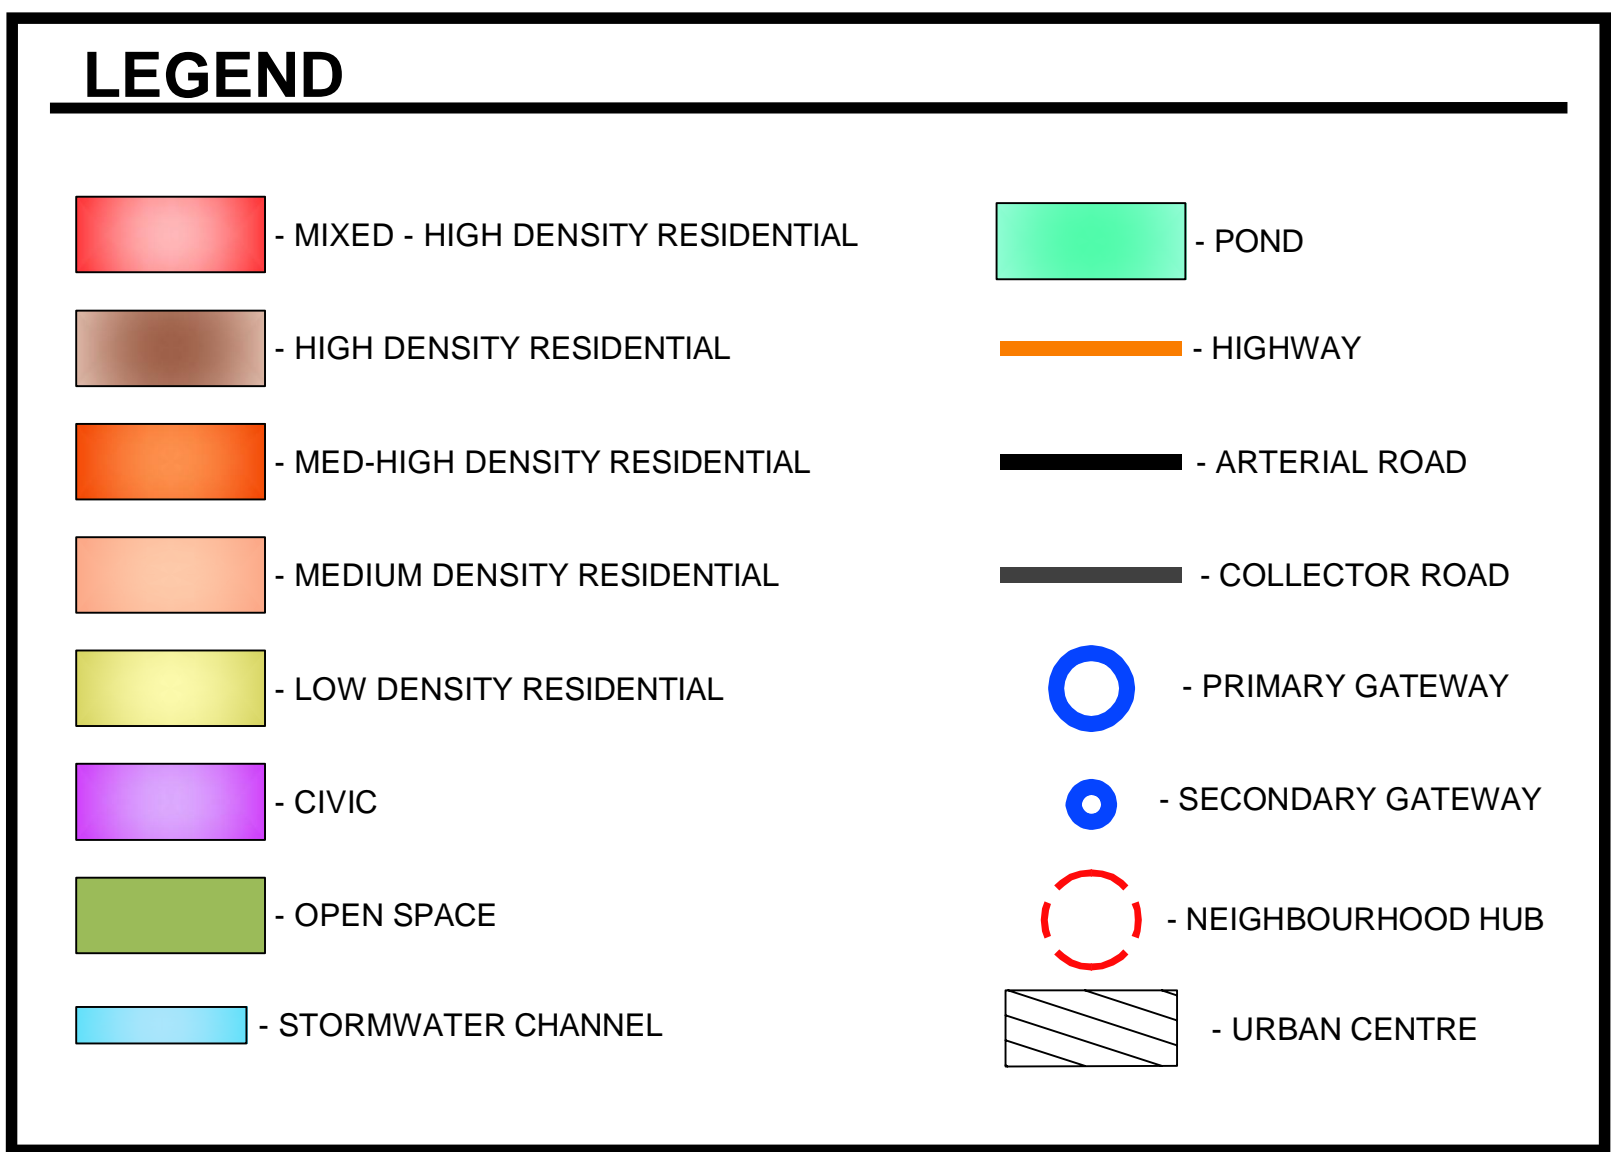 LEGEND
- MIXED - HIGH DENSITY RESIDENTIAL
- HIGH DENSITY RESIDENTIAL
- MED-HIGH DENSITY RESIDENTIAL
- MEDIUM DENSITY RESIDENTIAL
- LOW DENSITY RESIDENTIAL
- CIVIC
- OPEN SPACE
- STORMWATER CHANNEL
- POND
- HIGHWAY
- ARTERIAL ROAD
- COLLECTOR ROAD
- PRIMARY GATEWAY
- SECONDARY GATEWAY
- NEIGHBOURHOOD HUB
- URBAN CENTRE